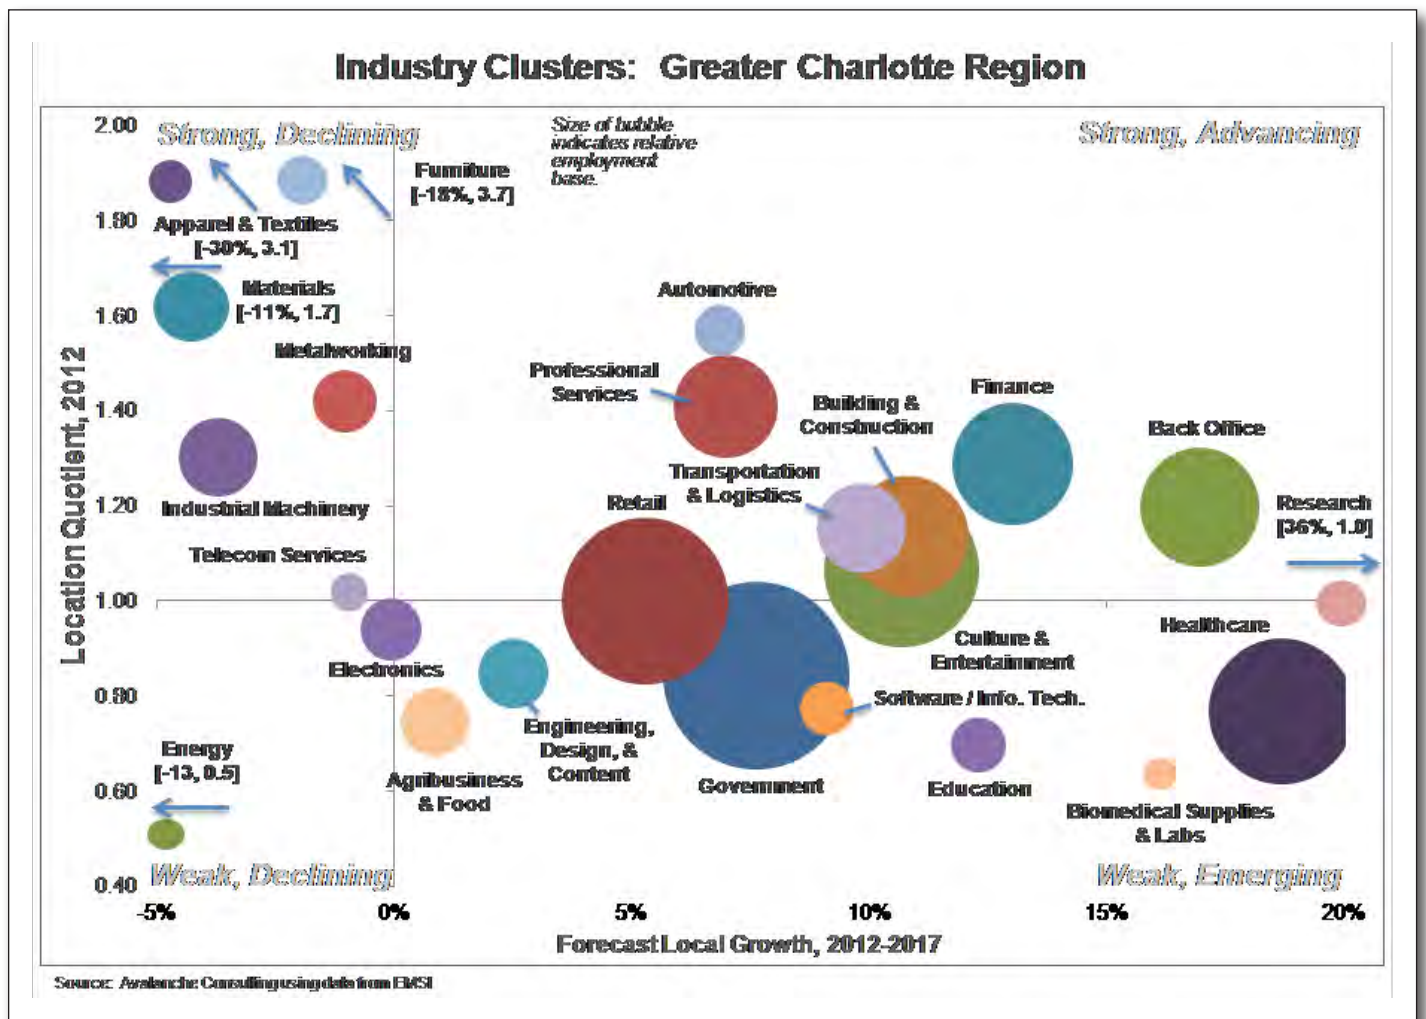 Industry Clusters: Greater Charlotte Region
2.00
1.80
1.60
1.40
1.20
1.00
0.80
0.60
0.40
Location Quotient, 2012
Strong, Declining
Strong, Advancing
Size of bubble
indicates relative
employment
base.
Furniture
[-18%, 3.7]
Apparel & Textiles
[-30%, 3.1]
Materials
[-11%, 1.7]
Metalworking
Industrial Machinery
Telecom Services
Electronics
Automotive
Professional
Services
Building &
Construction
Finance
Back Office
Transportation
& Logistics
Retail
Research
[36%, 1.0]
Healthcare
Culture &
Entertainment
Software / Info. Tech.
Engineering,
Design, &
Content
Agribusiness
& Food
Government
Education
Biomedical Supplies
& Labs
Energy
[-13, 0.5]
Weak, Declining
Weak, Emerging
-5%
0%
5%
10%
15%
20%
Forecast Local Growth, 2012-2017
Source: Avalanche Consulting using data from EMSI